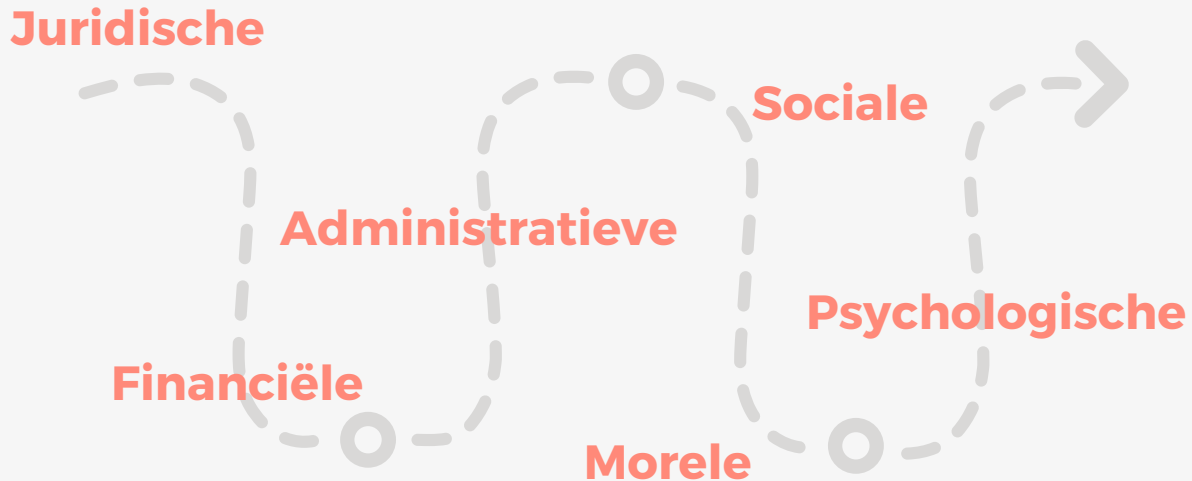 Juridische
Sociale
Administratieve
Psychologische
Financiële
Morele